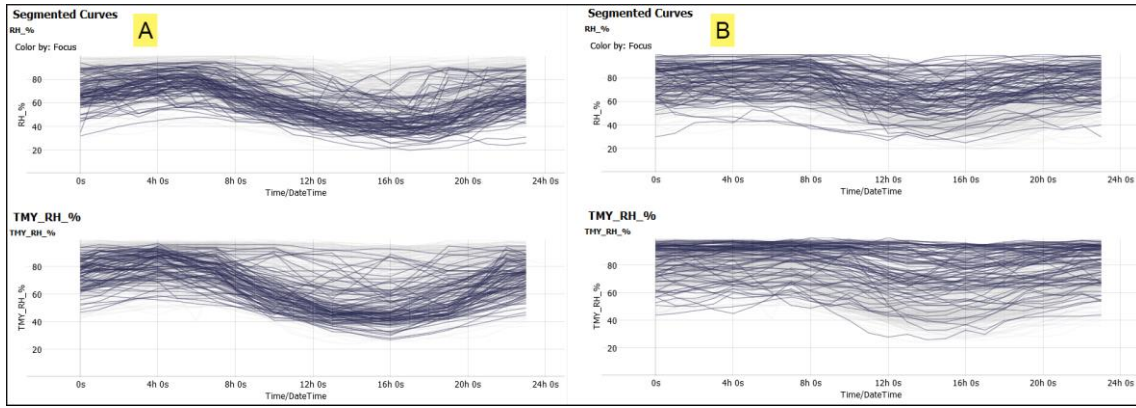 Segmented Curves
A
RH_%
Color by: Focus
80
60
40
20
RH_%
0s 4h 0s 8h 0s 12h 0s 16h 0s 20h 0s 24h 0s
Time/DateTime
TMY_RH_%
TMY_RH_%
80
60
40
20
TMY_RH_%
0s 4h 0s 8h 0s 12h 0s 16h 0s 20h 0s 24h 0s
Time/DateTime
Segmented Curves
B
RH_%
Color by: Focus
80
60
40
20
RH_%
0s 4h 0s 8h 0s 12h 0s 16h 0s 20h 0s 24h 0s
Time/DateTime
TMY_RH_%
TMY_RH_%
80
60
40
20
TMY_RH_%
0s 4h 0s 8h 0s 12h 0s 16h 0s 20h 0s 24h 0s
Time/DateTime